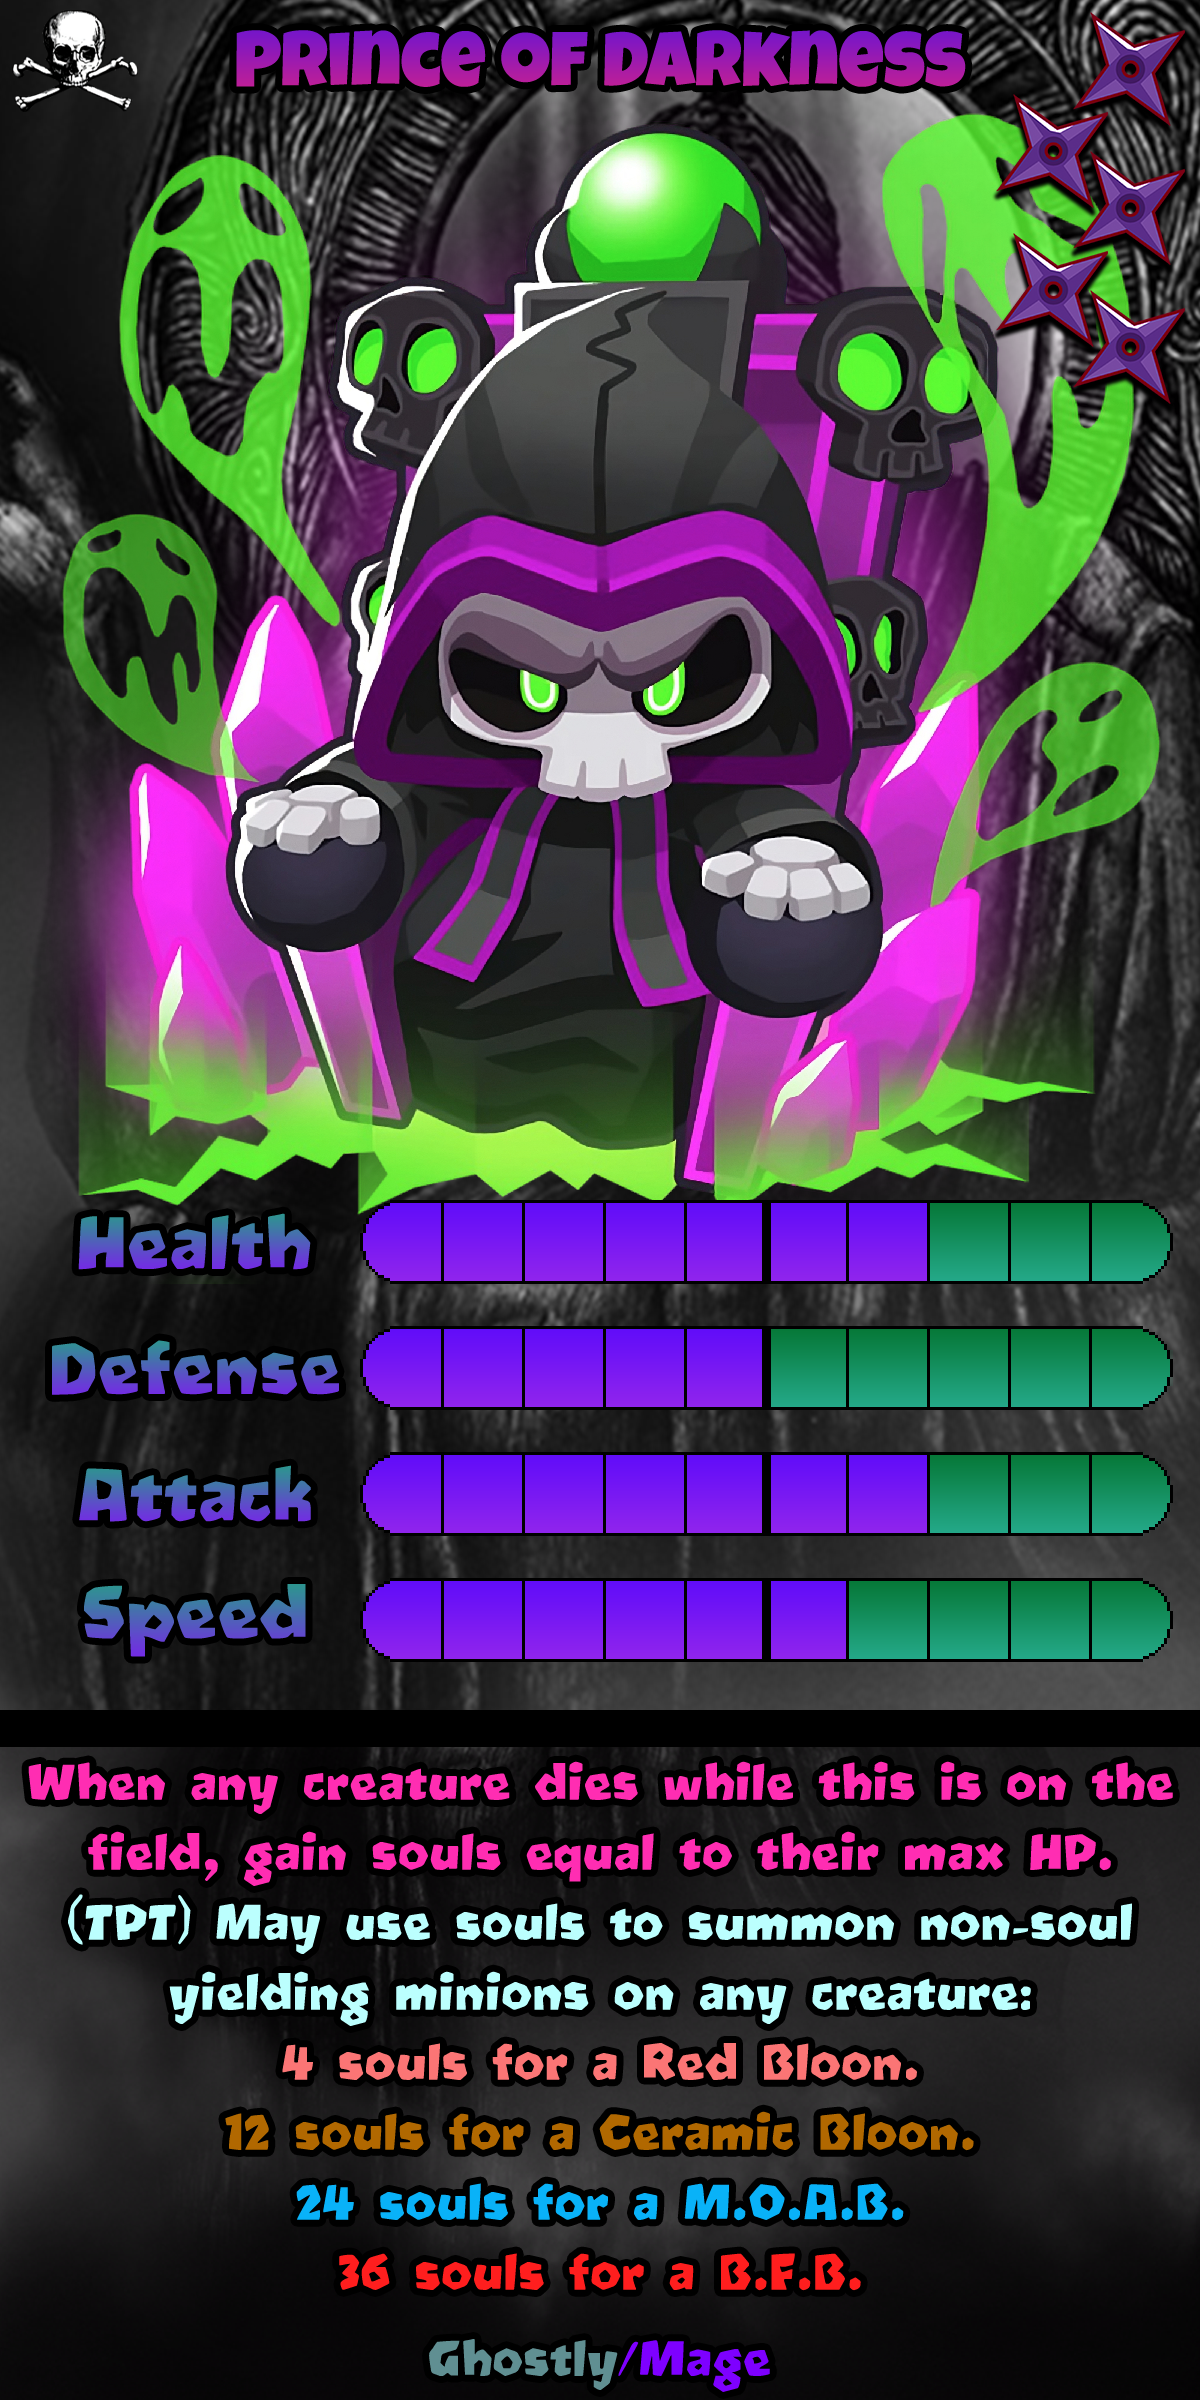 PRINCE OF DARKNESS
Health
Defense
Attack
Speed
When any creature dies while this is on the
field, gain souls equal to their max HP.
(TPT) May use souls to summon non-soul
yielding minions on any creature:
4 souls for a Red Bloon.
12 souls for a Ceramic Bloon.
24 souls for a M.O.A.B.
36 souls for a B.F.B.
Ghostly/Mage